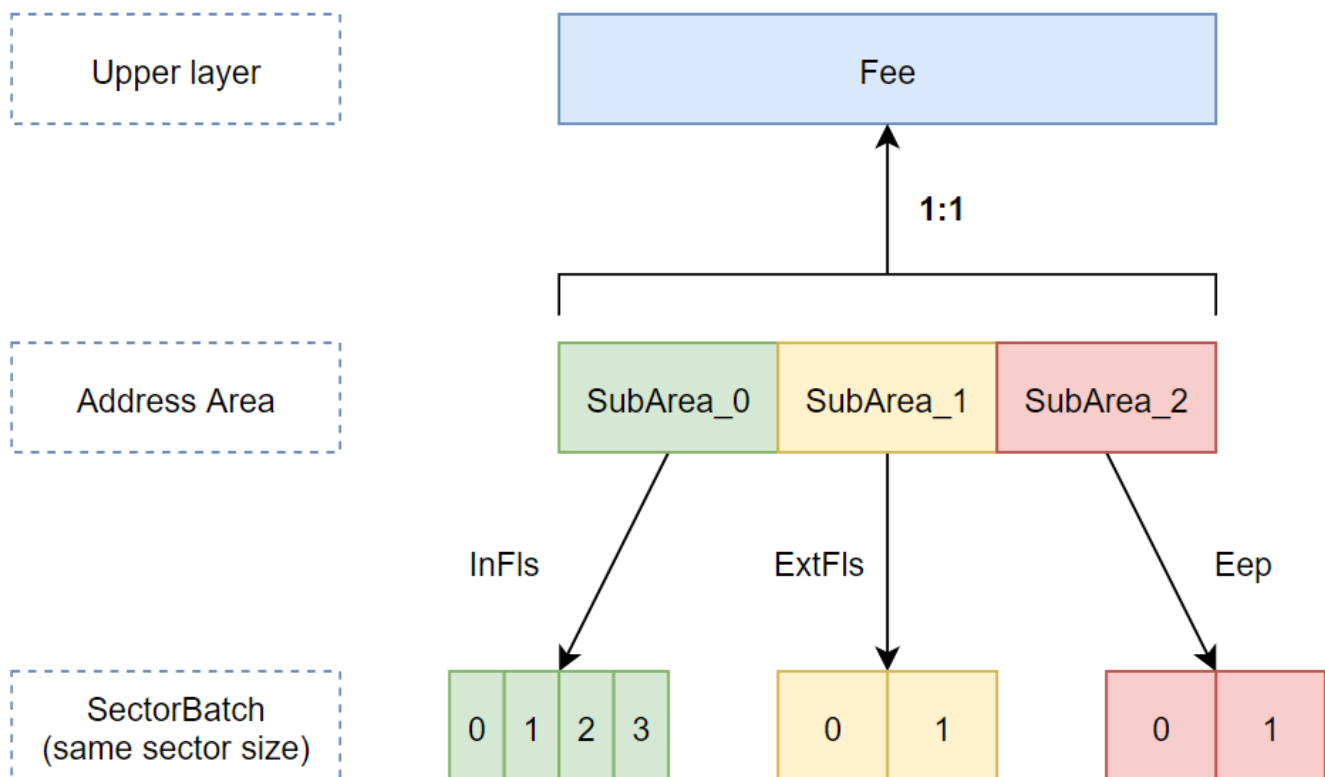 Upper layer
Fee
1:1
Address Area
SubArea_0
SubArea_1
SubArea_2
InFls
ExtFls
Eep
SectorBatch
(same sector size)
0
1
2
3
0
1
0
1